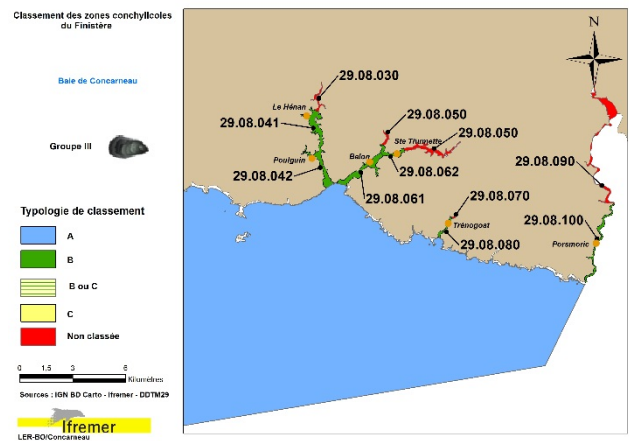 Classement des zones conchylicoles
du Finistère
Baie de Concarneau
Groupe III
Typologie de classement
A
B
B ou C
C
Non classée
0 1.5 3 6
Kilomètres
Sources : IGN BD Carto - Ifremer - DDTM29
Ifremer
LER-BO/Concarneau
N
29.08.030
Le Hénan
29.08.041
29.08.050
Ste Thumette
29.08.050
Poulguin
Belon
29.08.042
29.08.062
29.08.090
29.08.061
29.08.070
Trénogoat
29.08.100
29.08.080
Porsmoric